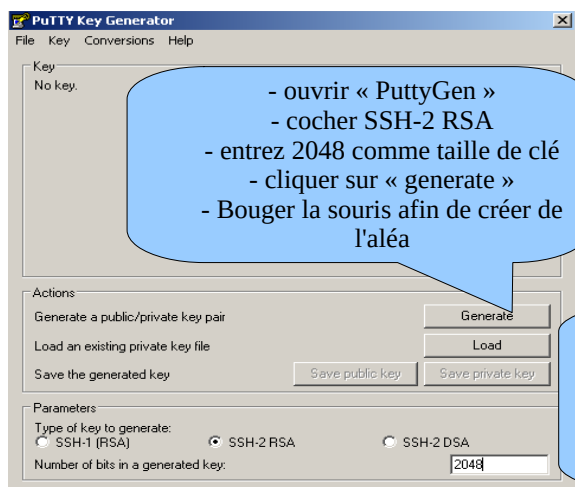 PuTTY Key Generator
File Key Conversions Help
Key
No key.
- ouvrir « PuttyGen »
- cocher SSH-2 RSA
- entrez 2048 comme taille de clé
- cliquer sur « generate »
- Bouger la souris afin de créer de
l'aléa
Actions
Generate a public/private key pair
Generate
Load an existing private key file
Load
Save the generated key
Save public key
Save private key
Parameters
Type of key to generate:
SSH-1 (RSA)
SSH-2 RSA
SSH-2 DSA
Number of bits in a generated key:
2048